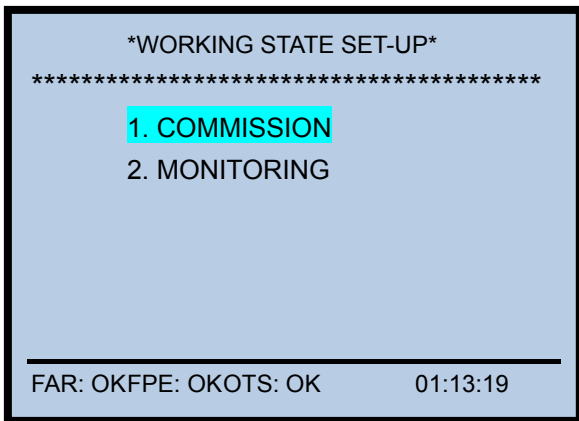 *WORKING STATE SET-UP*
*****************************************
1. COMMISSION
2. MONITORING
FAR: OKFPE: OKOTS: OK 01:13:19